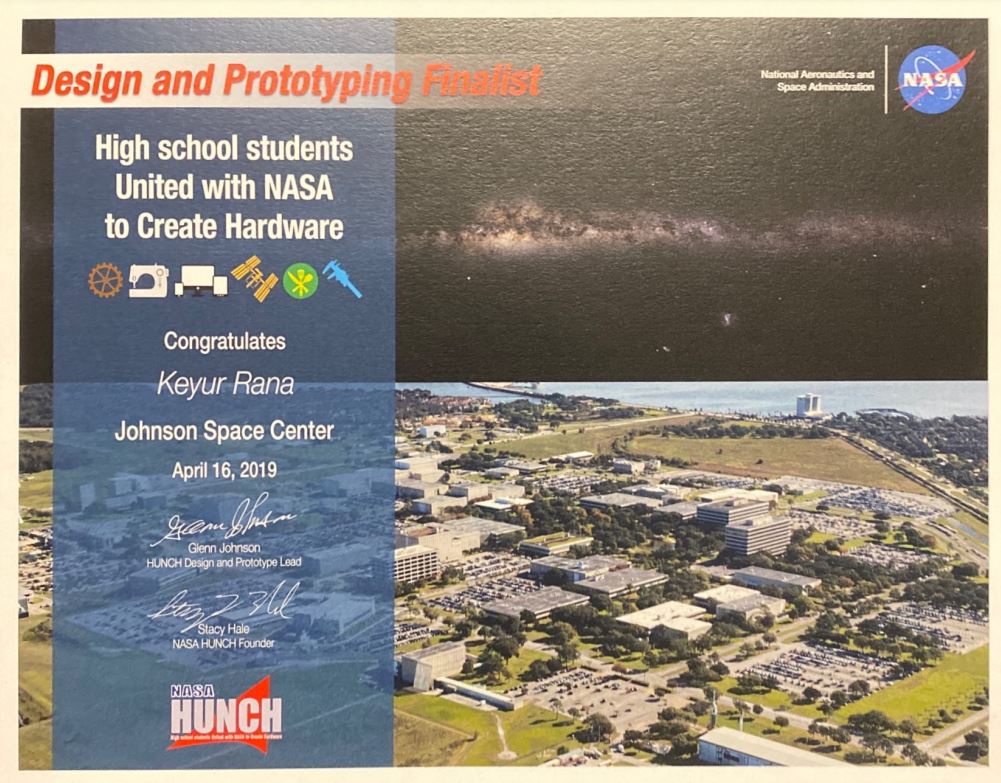 Design and Prototyping Finalist
National Aeronautics and
Space Administration
NASA
High school students
United with NASA
to Create Hardware
Congratulates
Keyur Rana
Johnson Space Center
April 16, 2019
Glenn Johnson
Glenn Johnson
HUNCH Design and Prototype Lead
Stacy Hale
NASA HUNCH Founder
NASA
HUNCH
High school students United with NASA to Create Hardware